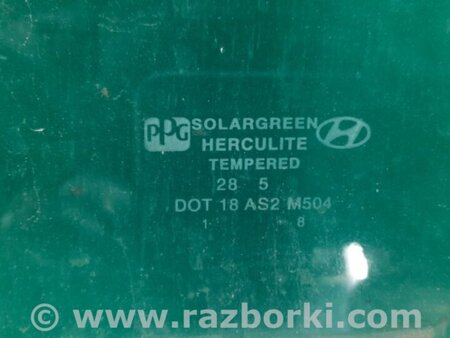 PPG SOLARGREEN
HERCULITE
TEMPERED
28 5
DOT 18 AS2 M504
1 8
© www.razborki.com